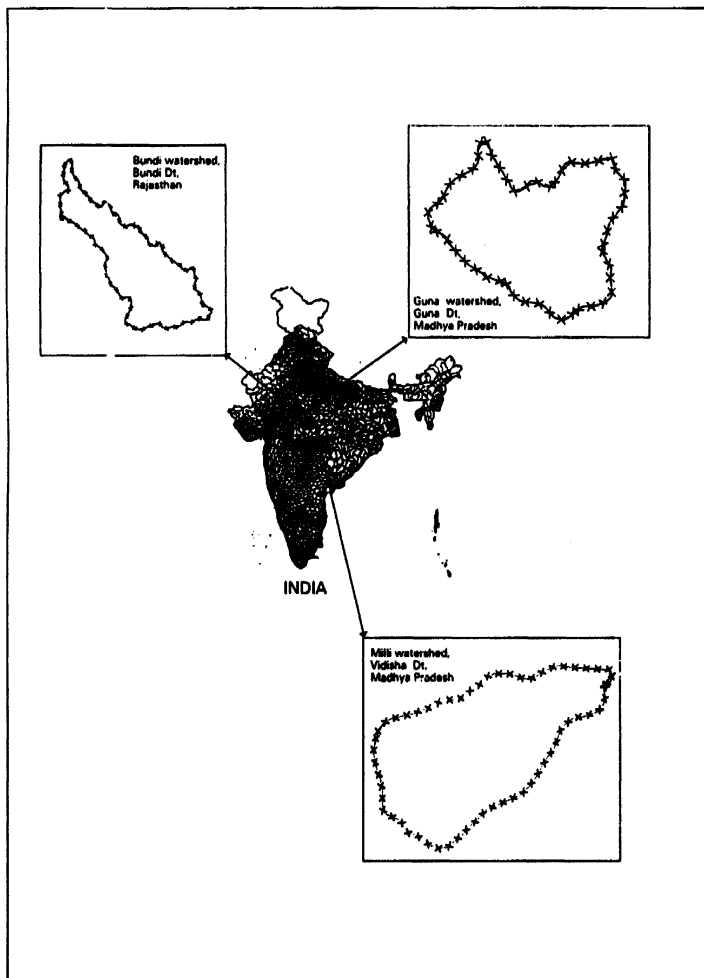 Bundi watershed,
Bundi Dt,
Rajasthan
Guna watershed,
Guna Dt,
Madhya Pradesh
INDIA
Milli watershed,
Vidisha Dt,
Madhya Pradesh